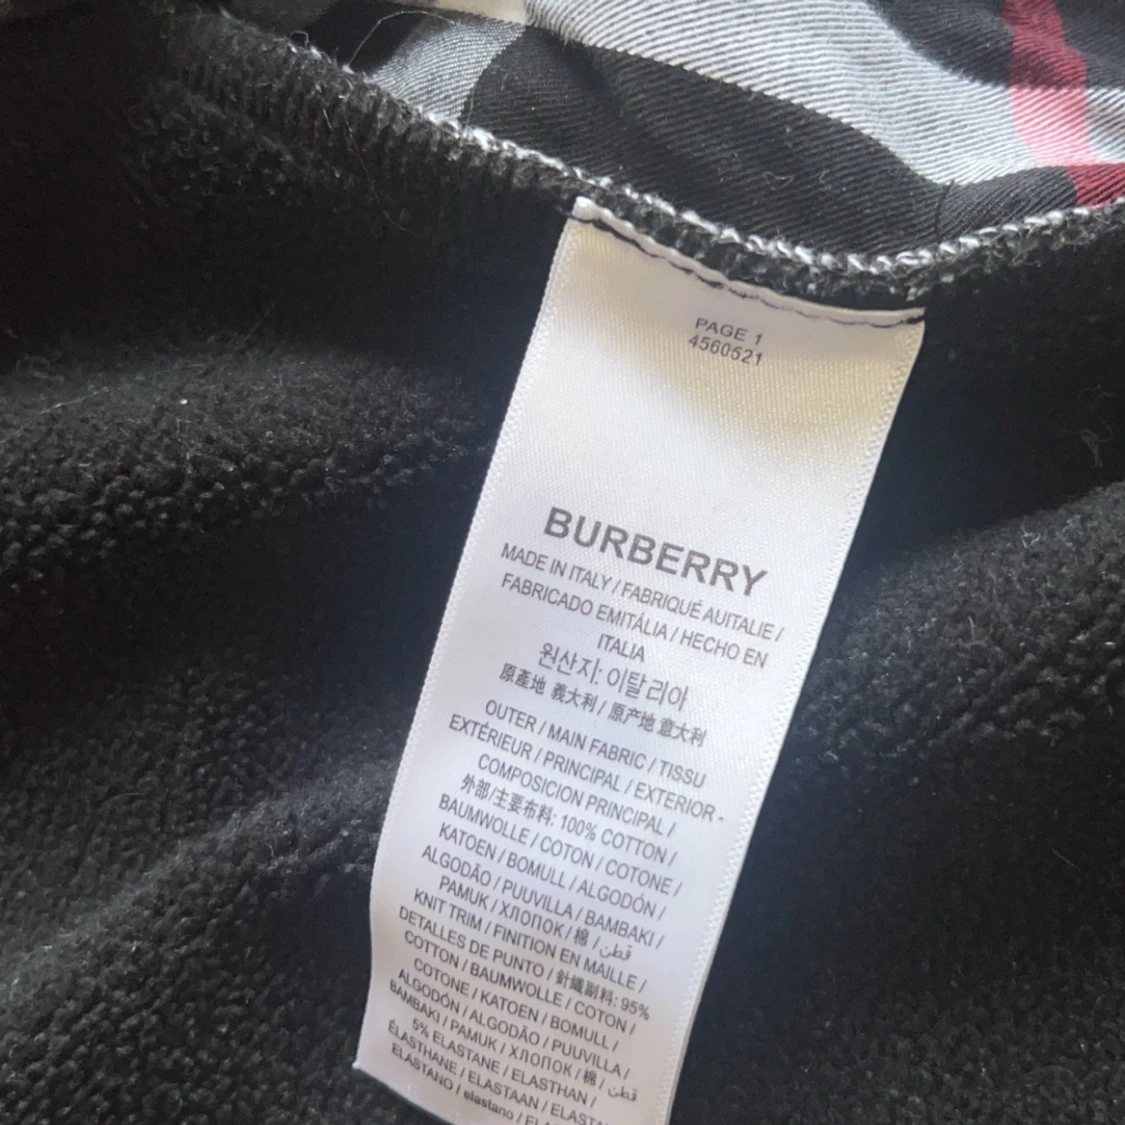 PAGE 1
4560521
BURBERRY
MADE IN ITALY / FABRIQUÉ AUITALIE /
FABRICADO EMITÁLIA / HECHO EN
ITALIA
원산지: 이탈리아
原產地 義大利 / 原产地 意大利
OUTER / MAIN FABRIC / TISSU
EXTÉRIEUR / PRINCIPAL / EXTERIOR -
COMPOSICION PRINCIPAL /
外部/主要布料: 100% COTTON /
BAUMWOLLE / COTON / COTONE /
KATOEN / BOMULL / ALGODÓN /
ALGODÃO / PUUVILLA / BAMBAKI /
PAMUK / ХЛОПОК / 棉 / قطن
KNIT TRIM / FINITION EN MAILLE /
DETALLES DE PUNTO / 針織副料: 95%
COTTON / BAUMWOLLE / COTON /
COTONE / KATOEN / BOMULL /
ALGODÓN / ALGODÃO / PUUVILLA /
BAMBAKI / PAMUK / ХЛОПОК / 棉 / قطن
5% ELASTANE / ELASTHAN /
ÉLASTHANE / ELASTAAN / ELAST
ELASTANO / elastano / EL